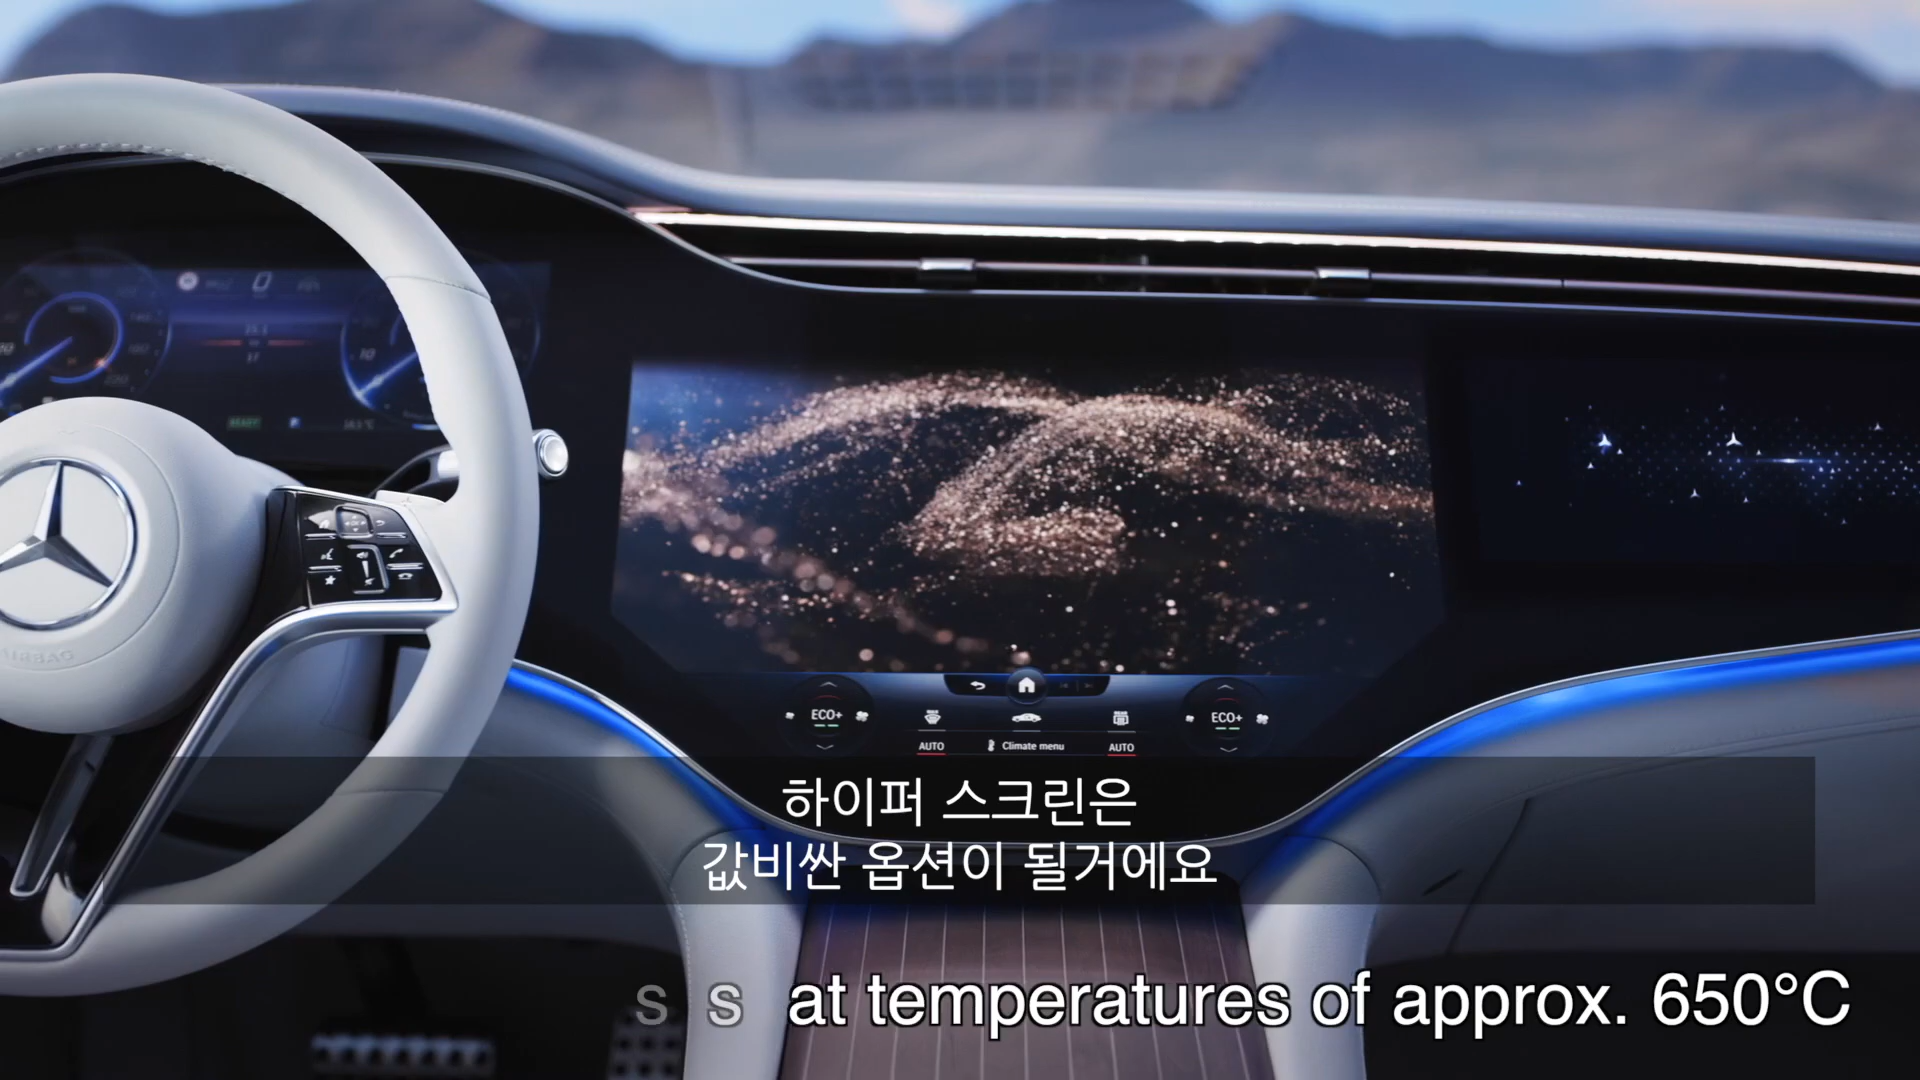 READY
ECO+
ECO+
AUTO
Climate menu
AUTO
하이퍼 스크린은
값비싼 옵션이 될거에요
s s at temperatures of approx. 650°C